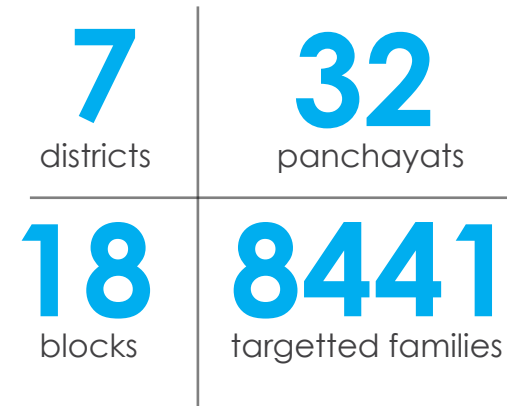 7
districts
32
panchayats
18
blocks
8441
targetted families